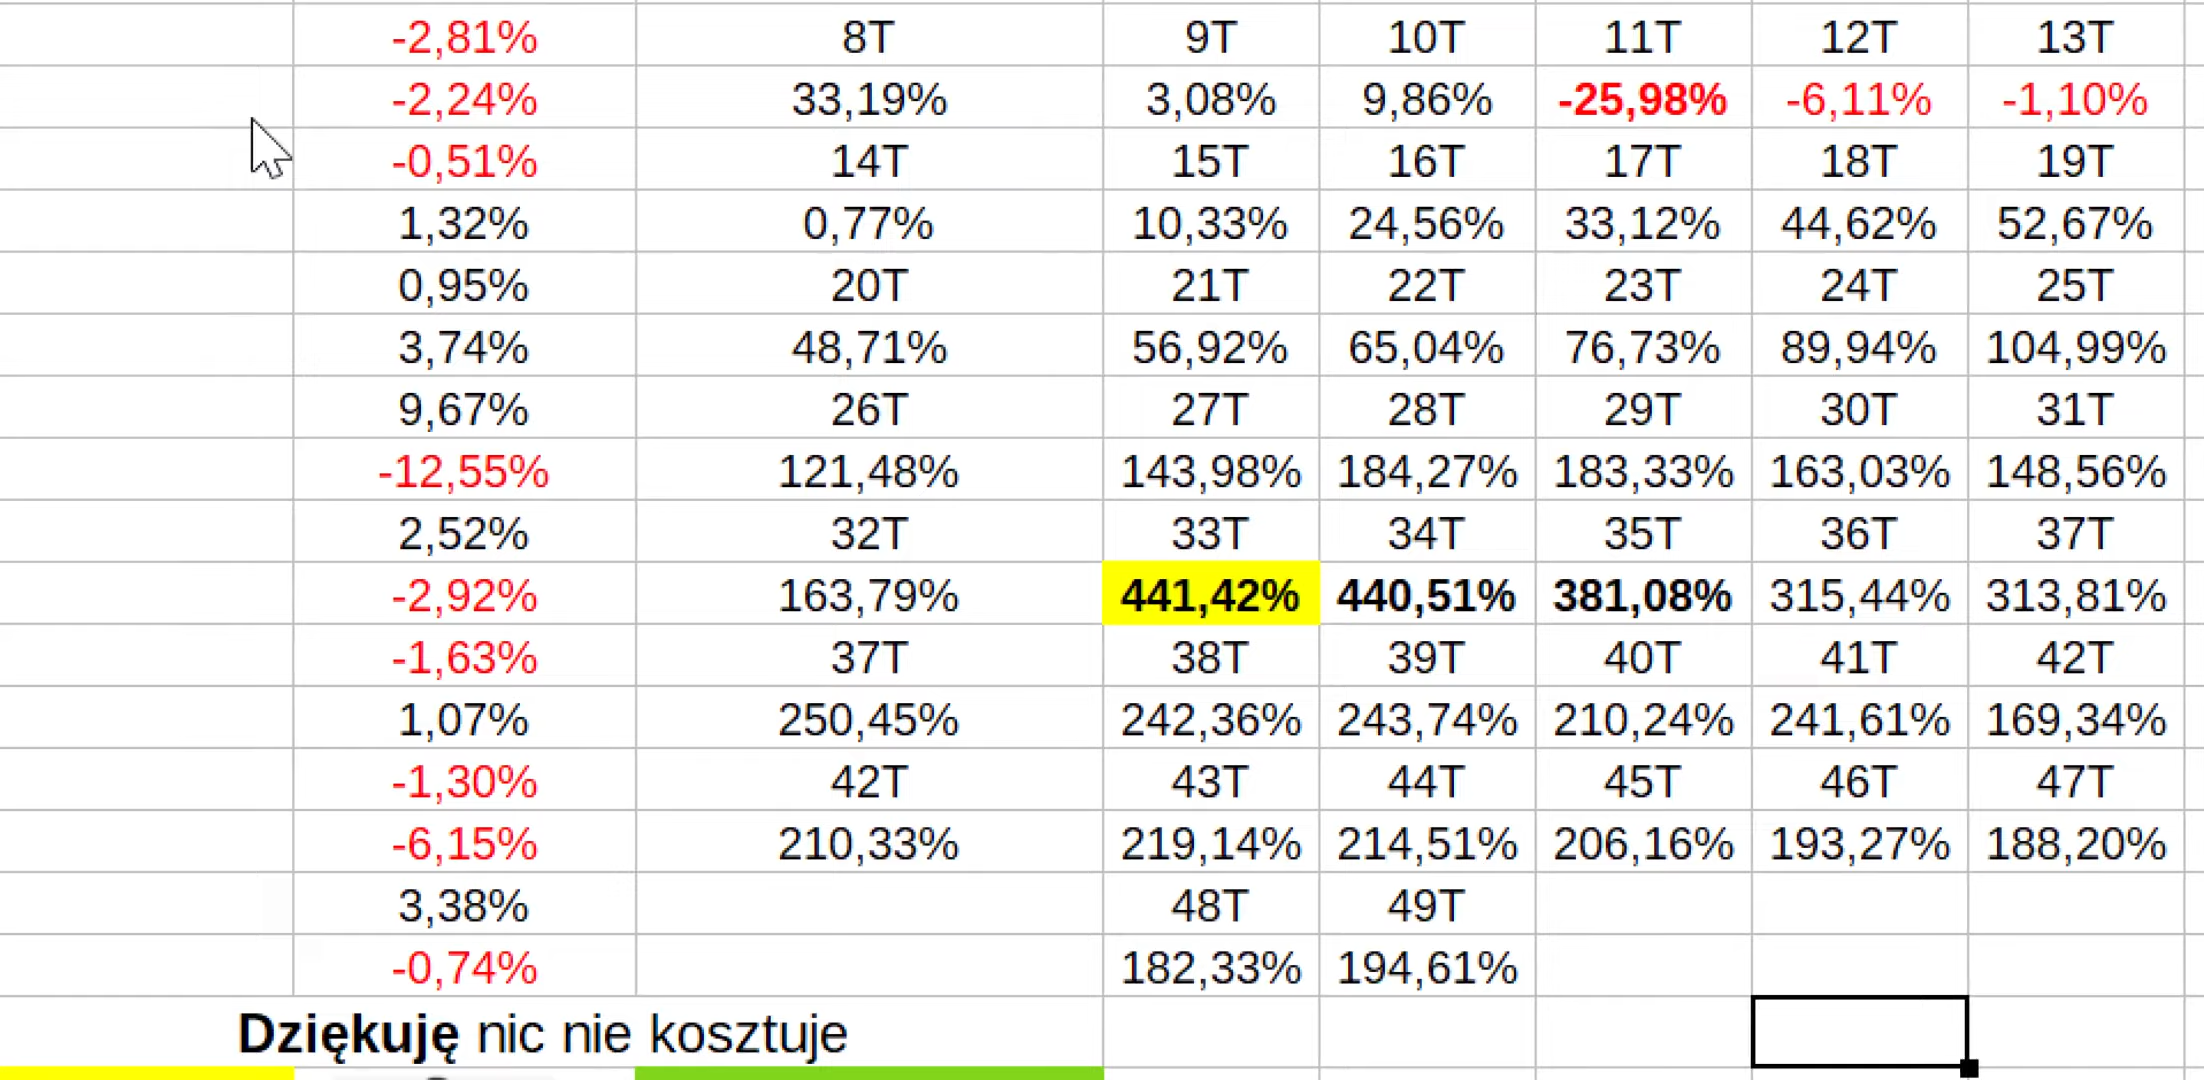 -2,81% 8T 9T 10T 11T 12T 13T
-2,24% 33,19% 3,08% 9,86% -25,98% -6,11% -1,10%
-0,51% 14T 15T 16T 17T 18T 19T
1,32% 0,77% 10,33% 24,56% 33,12% 44,62% 52,67%
0,95% 20T 21T 22T 23T 24T 25T
3,74% 48,71% 56,92% 65,04% 76,73% 89,94% 104,99%
9,67% 26T 27T 28T 29T 30T 31T
-12,55% 121,48% 143,98% 184,27% 183,33% 163,03% 148,56%
2,52% 32T 33T 34T 35T 36T 37T
-2,92% 163,79% 441,42% 440,51% 381,08% 315,44% 313,81%
-1,63% 37T 38T 39T 40T 41T 42T
1,07% 250,45% 242,36% 243,74% 210,24% 241,61% 169,34%
-1,30% 42T 43T 44T 45T 46T 47T
-6,15% 210,33% 219,14% 214,51% 206,16% 193,27% 188,20%
3,38% 48T 49T
-0,74% 182,33% 194,61%
Dziękuję nic nie kosztuje